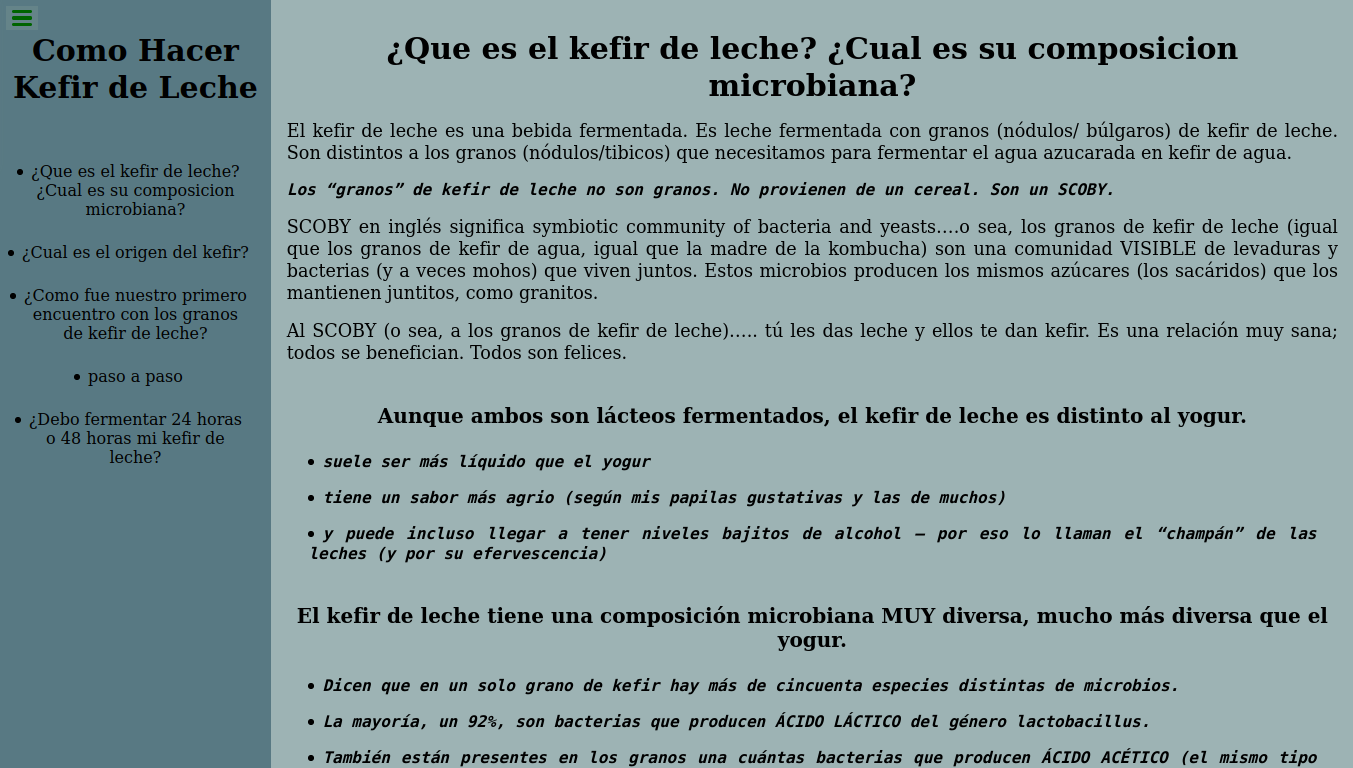 Como Hacer
Kefir de Leche
¿Que es el kefir de leche?
¿Cual es su composicion
microbiana?
¿Cual es el origen del kefir?
¿Como fue nuestro primero
encuentro con los granos
de kefir de leche?
paso a paso
¿Debo fermentar 24 horas
o 48 horas mi kefir de
leche?
¿Que es el kefir de leche? ¿Cual es su composicion
microbiana?
El kefir de leche es una bebida fermentada. Es leche fermentada con granos (nódulos/ búlgaros) de kefir de leche.
Son distintos a los granos (nódulos/tibicos) que necesitamos para fermentar el agua azucarada en kefir de agua.
Los “granos” de kefir de leche no son granos. No provienen de un cereal. Son un SCOBY.
SCOBY en inglés significa symbiotic community of bacteria and yeasts….o sea, los granos de kefir de leche (igual
que los granos de kefir de agua, igual que la madre de la kombucha) son una comunidad VISIBLE de levaduras y
bacterias (y a veces mohos) que viven juntos. Estos microbios producen los mismos azúcares (los sacáridos) que los
mantienen juntitos, como granitos.
Al SCOBY (o sea, a los granos de kefir de leche)….. tú les das leche y ellos te dan kefir. Es una relación muy sana;
todos se benefician. Todos son felices.
Aunque ambos son lácteos fermentados, el kefir de leche es distinto al yogur.
suele ser más líquido que el yogur
tiene un sabor más agrio (según mis papilas gustativas y las de muchos)
y puede incluso llegar a tener niveles bajitos de alcohol – por eso lo llaman el “champán” de las
leches (y por su efervescencia)
El kefir de leche tiene una composición microbiana MUY diversa, mucho más diversa que el
yogur.
Dicen que en un solo grano de kefir hay más de cincuenta especies distintas de microbios.
La mayoría, un 92%, son bacterias que producen ÁCIDO LÁCTICO del género lactobacillus.
También están presentes en los granos una cuántas bacterias que producen ÁCIDO ACÉTICO (el mismo tipo